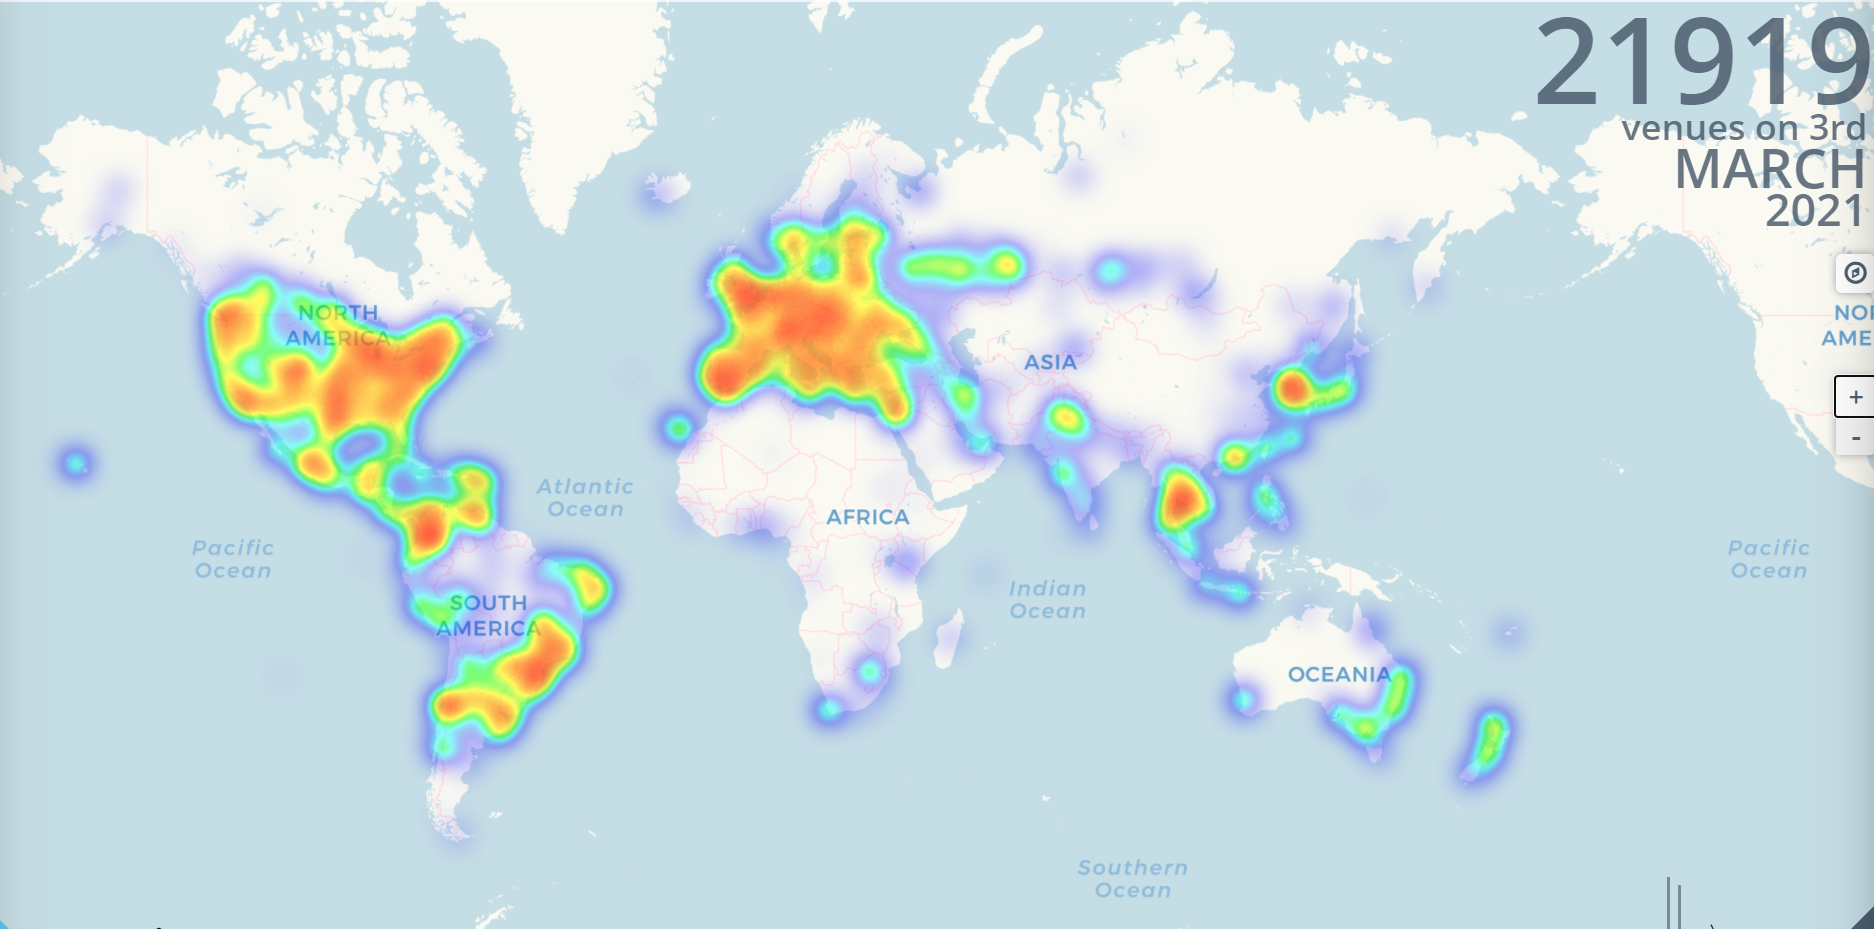 21919
venues on 3rd
MARCH
2021
NORTH
AMERICA
NOR
AME
ASIA
Atlantic
Ocean
AFRICA
Pacific
Ocean
Indian
Ocean
Pacific
Ocean
SOUTH
AMERICA
OCEANIA
Southern
Ocean
+
-